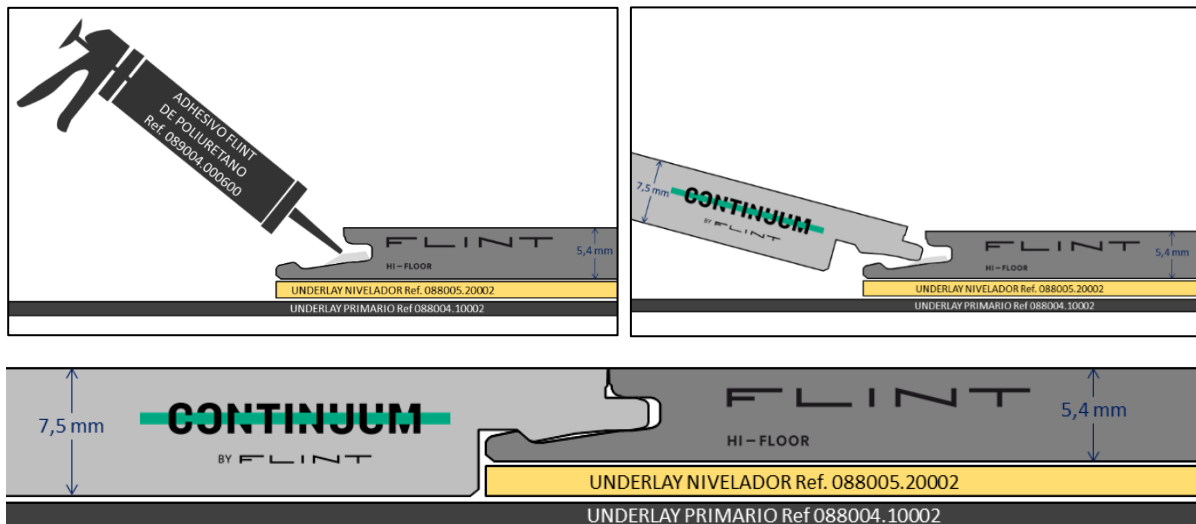 ADHESIVO FLINT
DE POLIURETANO
Ref. 089004.000600
FLINT
HI-FLOOR
5,4 mm
UNDERLAY NIVELADOR Ref. 088005.20002
UNDERLAY PRIMARIO Ref 088004.10002
7,5 mm
CONTINUUM
BY FLINT
FLINT
HI-FLOOR
5,4 mm
UNDERLAY NIVELADOR Ref. 088005.20002
UNDERLAY PRIMARIO Ref 088004.10002
7,5 mm
CONTINUUM
BY FLINT
FLINT
HI-FLOOR
5,4 mm
UNDERLAY NIVELADOR Ref. 088005.20002
UNDERLAY PRIMARIO Ref 088004.10002